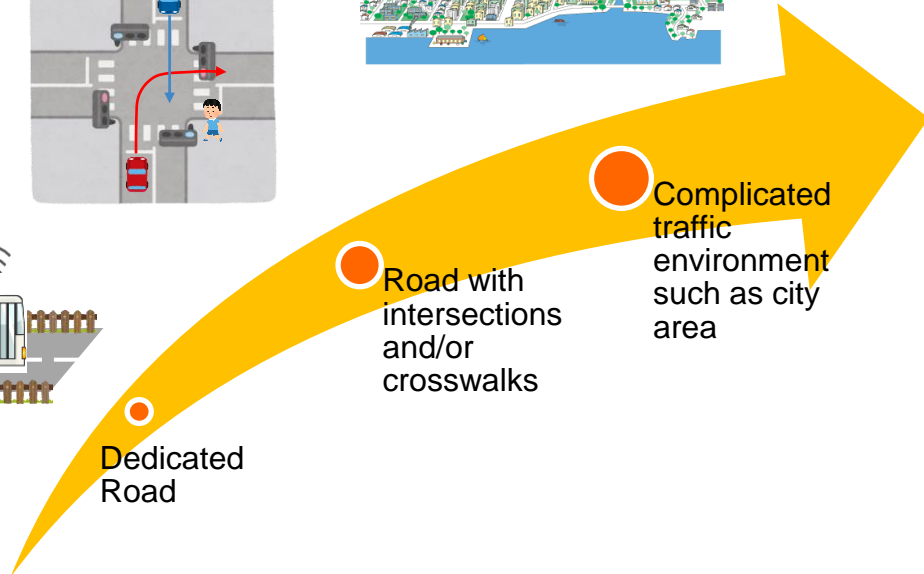 Complicated
traffic
environment
such as city
area
Road with
intersections
and/or
crosswalks
Dedicated
Road